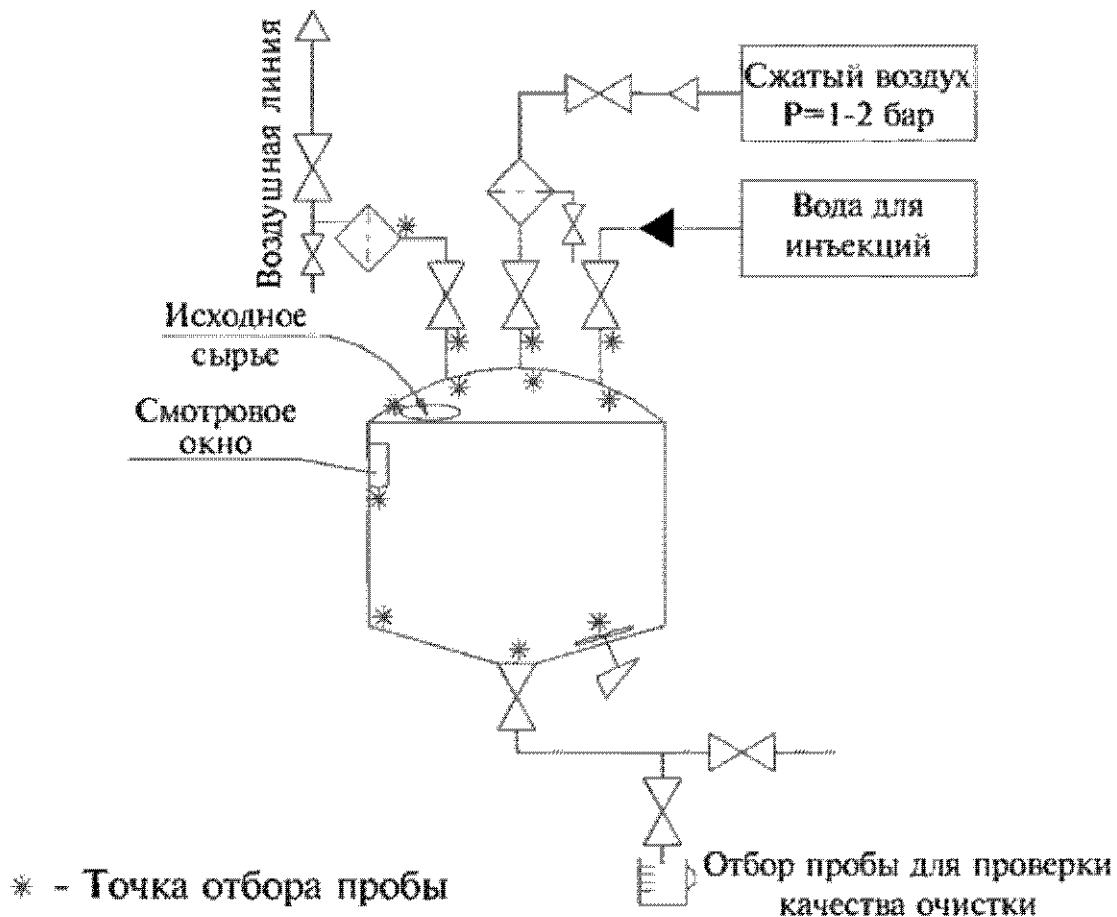 Воздушная линия
Сжатый воздух
P=1-2 бар
Вода для
инъекций
Исходное
сырье
Смотровое
окно
* - Точка отбора пробы
Отбор пробы для проверки
качества очистки